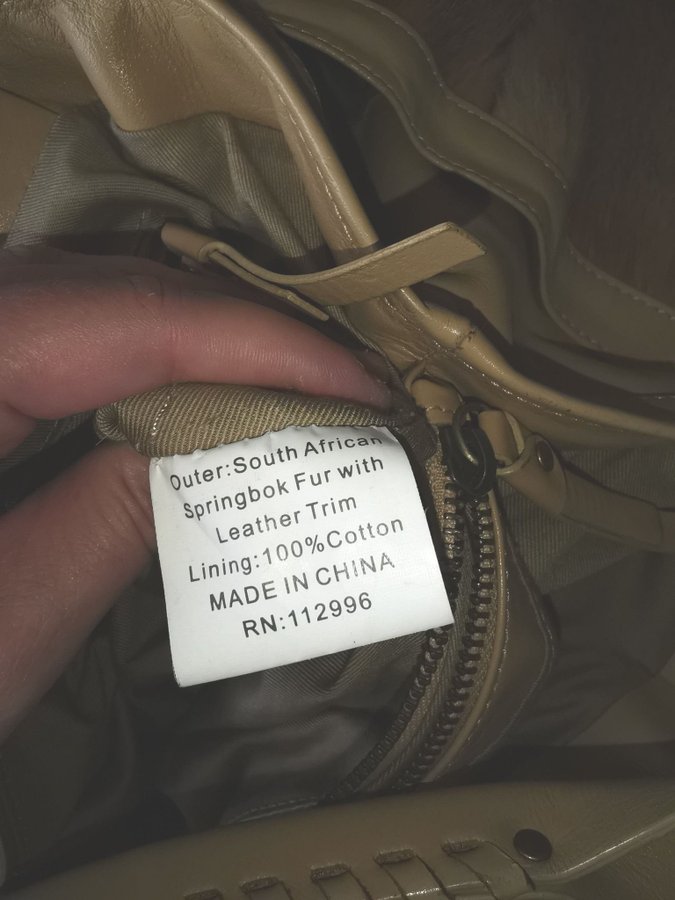 Outer:South African
Springbok Fur with
Leather Trim
Lining:100%Cotton
MADE IN CHINA
RN:112996